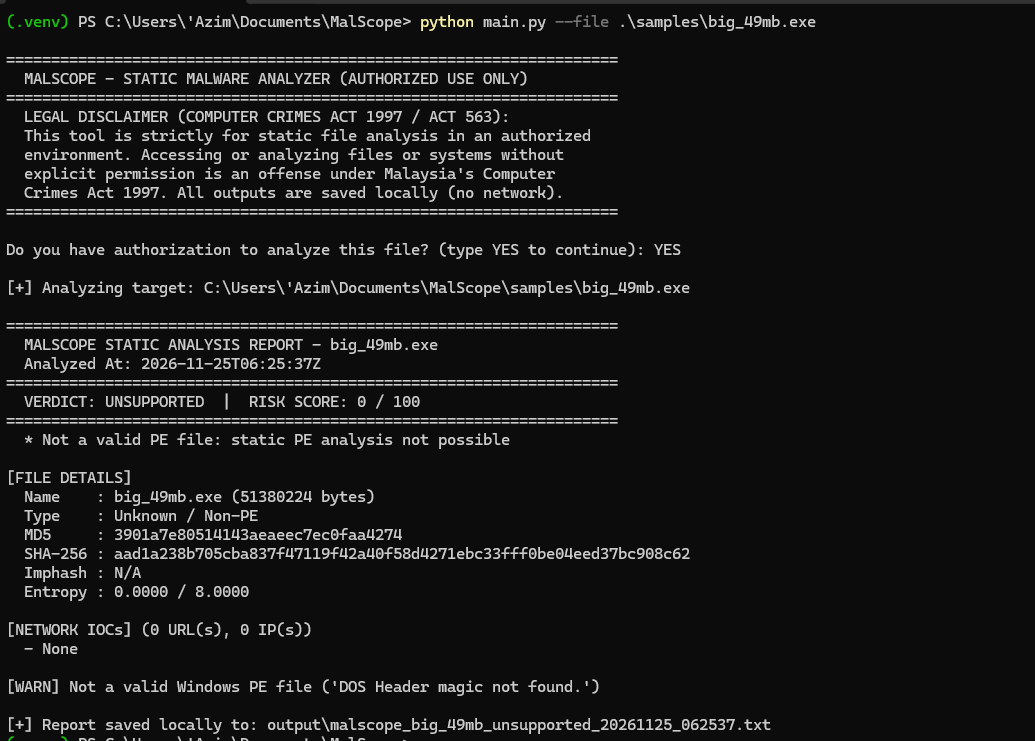 (.venv) PS C:\Users\'Azim\Documents\MalScope> python main.py --file .\samples\big_49mb.exe
====================================================================
MALSCOPE - STATIC MALWARE ANALYZER (AUTHORIZED USE ONLY)
====================================================================
LEGAL DISCLAIMER (COMPUTER CRIMES ACT 1997 / ACT 563):
This tool is strictly for static file analysis in an authorized
environment. Accessing or analyzing files or systems without
explicit permission is an offense under Malaysia's Computer
Crimes Act 1997. All outputs are saved locally (no network).
====================================================================
Do you have authorization to analyze this file? (type YES to continue): YES
[+] Analyzing target: C:\Users\'Azim\Documents\MalScope\samples\big_49mb.exe
====================================================================
MALSCOPE STATIC ANALYSIS REPORT - big_49mb.exe
Analyzed At: 2026-11-25T06:25:37Z
====================================================================
VERDICT: UNSUPPORTED | RISK SCORE: 0 / 100
====================================================================
* Not a valid PE file: static PE analysis not possible
[FILE DETAILS]
Name : big_49mb.exe (51380224 bytes)
Type : Unknown / Non-PE
MD5 : 3901a7e80514143aeaeec7ec0faa4274
SHA-256 : aad1a238b705cba837f47119f42a40f58d4271ebc33fff0be04eed37bc908c62
Imphash : N/A
Entropy : 0.0000 / 8.0000
[NETWORK IOCs] (0 URL(s), 0 IP(s))
- None
[WARN] Not a valid Windows PE file ('DOS Header magic not found.')
[+] Report saved locally to: output\malscope_big_49mb_unsupported_20261125_062537.txt